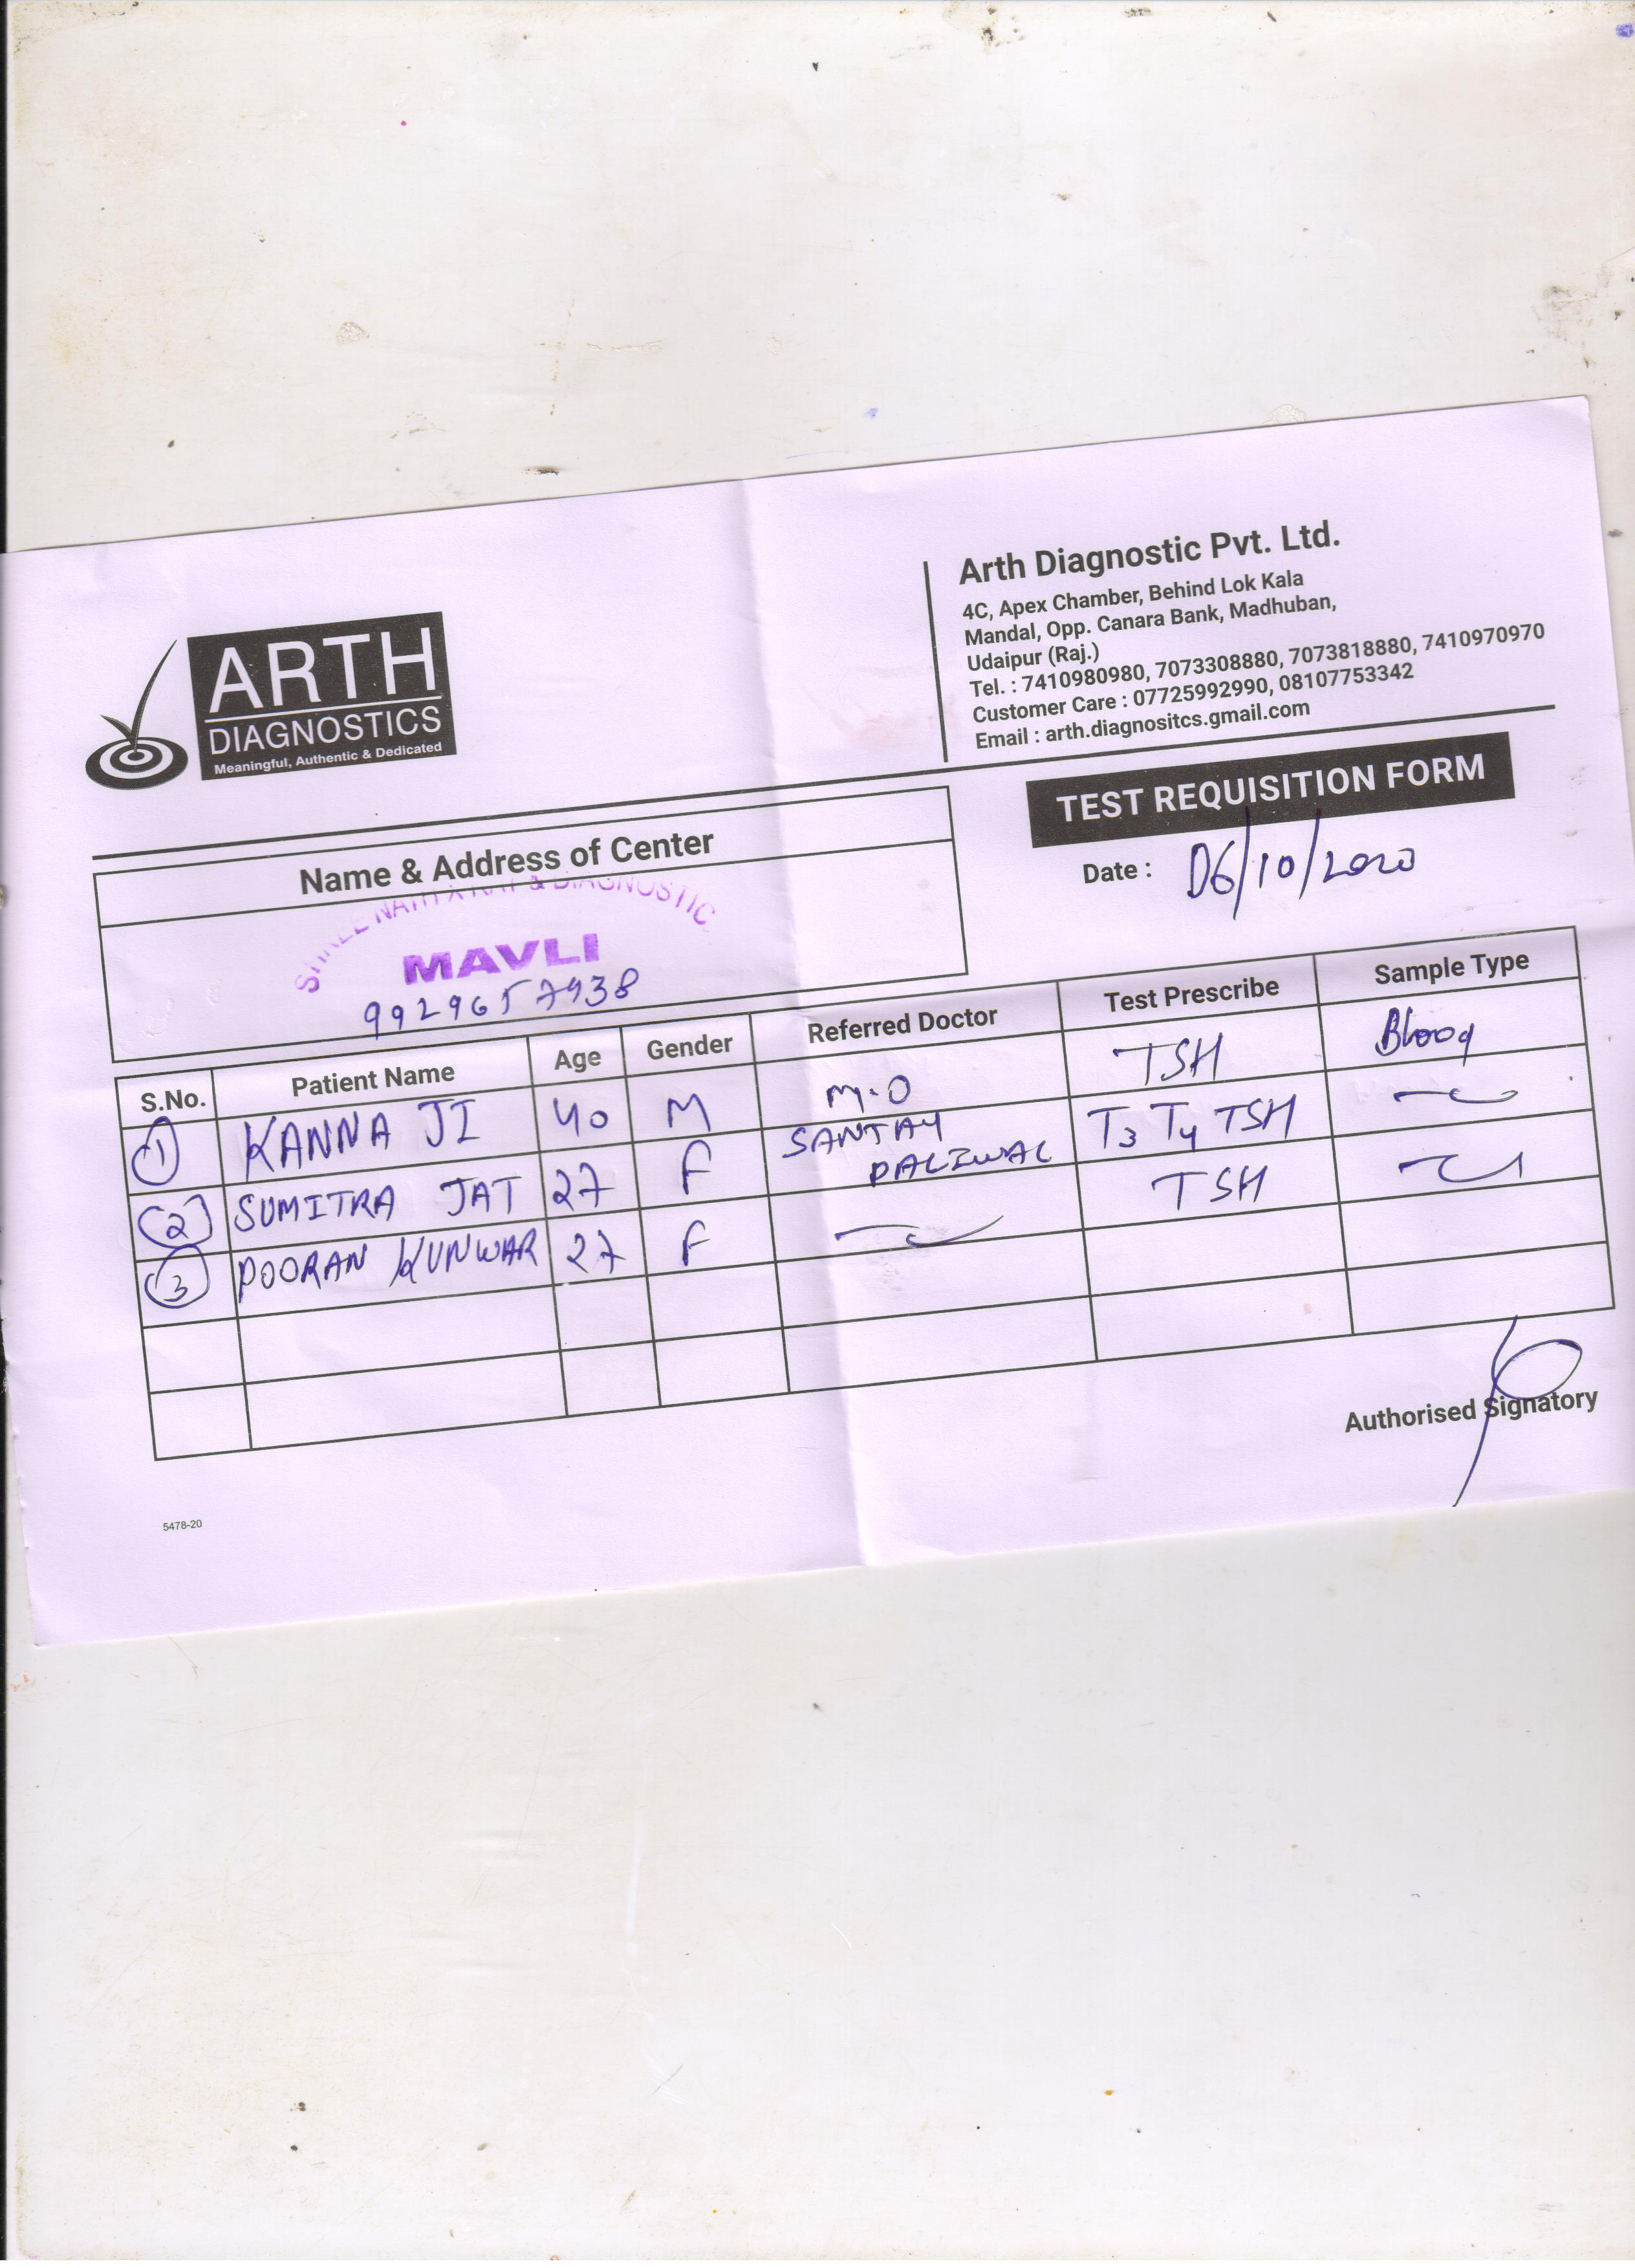 ARTH
DIAGNOSTICS
Meaningful, Authentic & Dedicated
Arth Diagnostic Pvt. Ltd.
4C, Apex Chamber, Behind Lok Kala
Mandal, Opp. Canara Bank, Madhuban,
Udaipur (Raj.)
Tel. : 7410980980, 7073308880, 7073818880, 7410970970
Customer Care : 07725992990, 08107753342
Email : arth.diagnositcs.gmail.com
TEST REQUISITION FORM
Date : 06/10/2020
Name & Address of Center
SHREE NATH X RAY & DIAGNOSTIC
MAVLI
9929657938
S.No. Patient Name Age Gender Referred Doctor Test Prescribe Sample Type
1 KANNA JI 40 M M.O TSH Blood
2 SUMITRA JAT 27 F SANJAY PALIWAL T3 T4 TSH
3 POORAN KUNWAR 27 F TSH
Authorised Signatory
5478-20